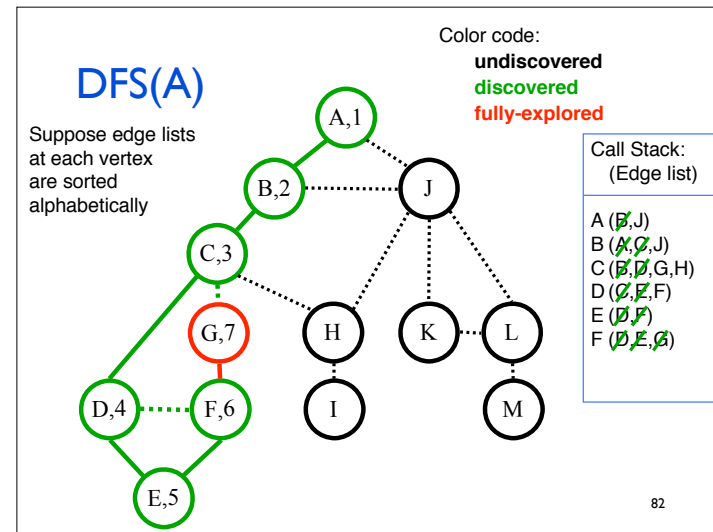 Color code:
undiscovered
discovered
fully-explored
DFS(A)
Suppose edge lists
at each vertex
are sorted
alphabetically
A,1
B,2
J
C,3
G,7
H
K
L
D,4
F,6
I
M
E,5
Call Stack:
(Edge list)
A (B,J)
B (A,C,J)
C (B,D,G,H)
D (C,E,F)
E (D,F)
F (D,E,G)
82